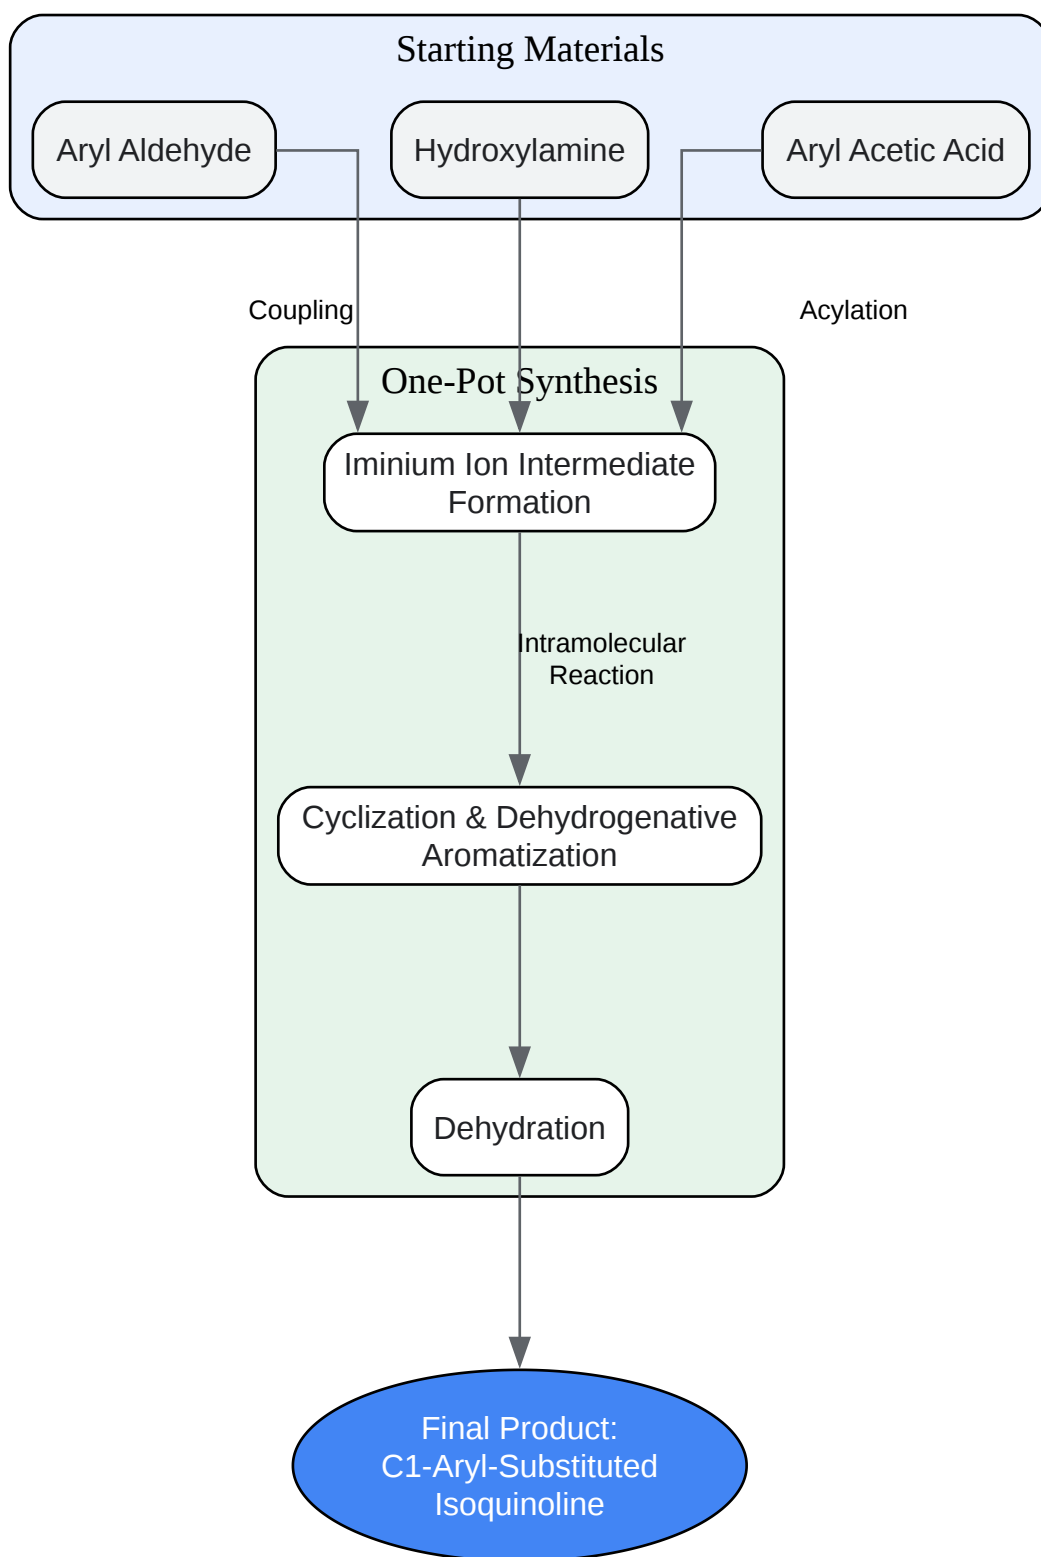 Starting Materials
Aryl Aldehyde
Hydroxylamine
Aryl Acetic Acid
Coupling
Acylation
One-Pot Synthesis
Iminium Ion Intermediate
Formation
Intramolecular
Reaction
Cyclization & Dehydrogenative
Aromatization
Dehydration
Final Product:
C1-Aryl-Substituted
Isoquinoline